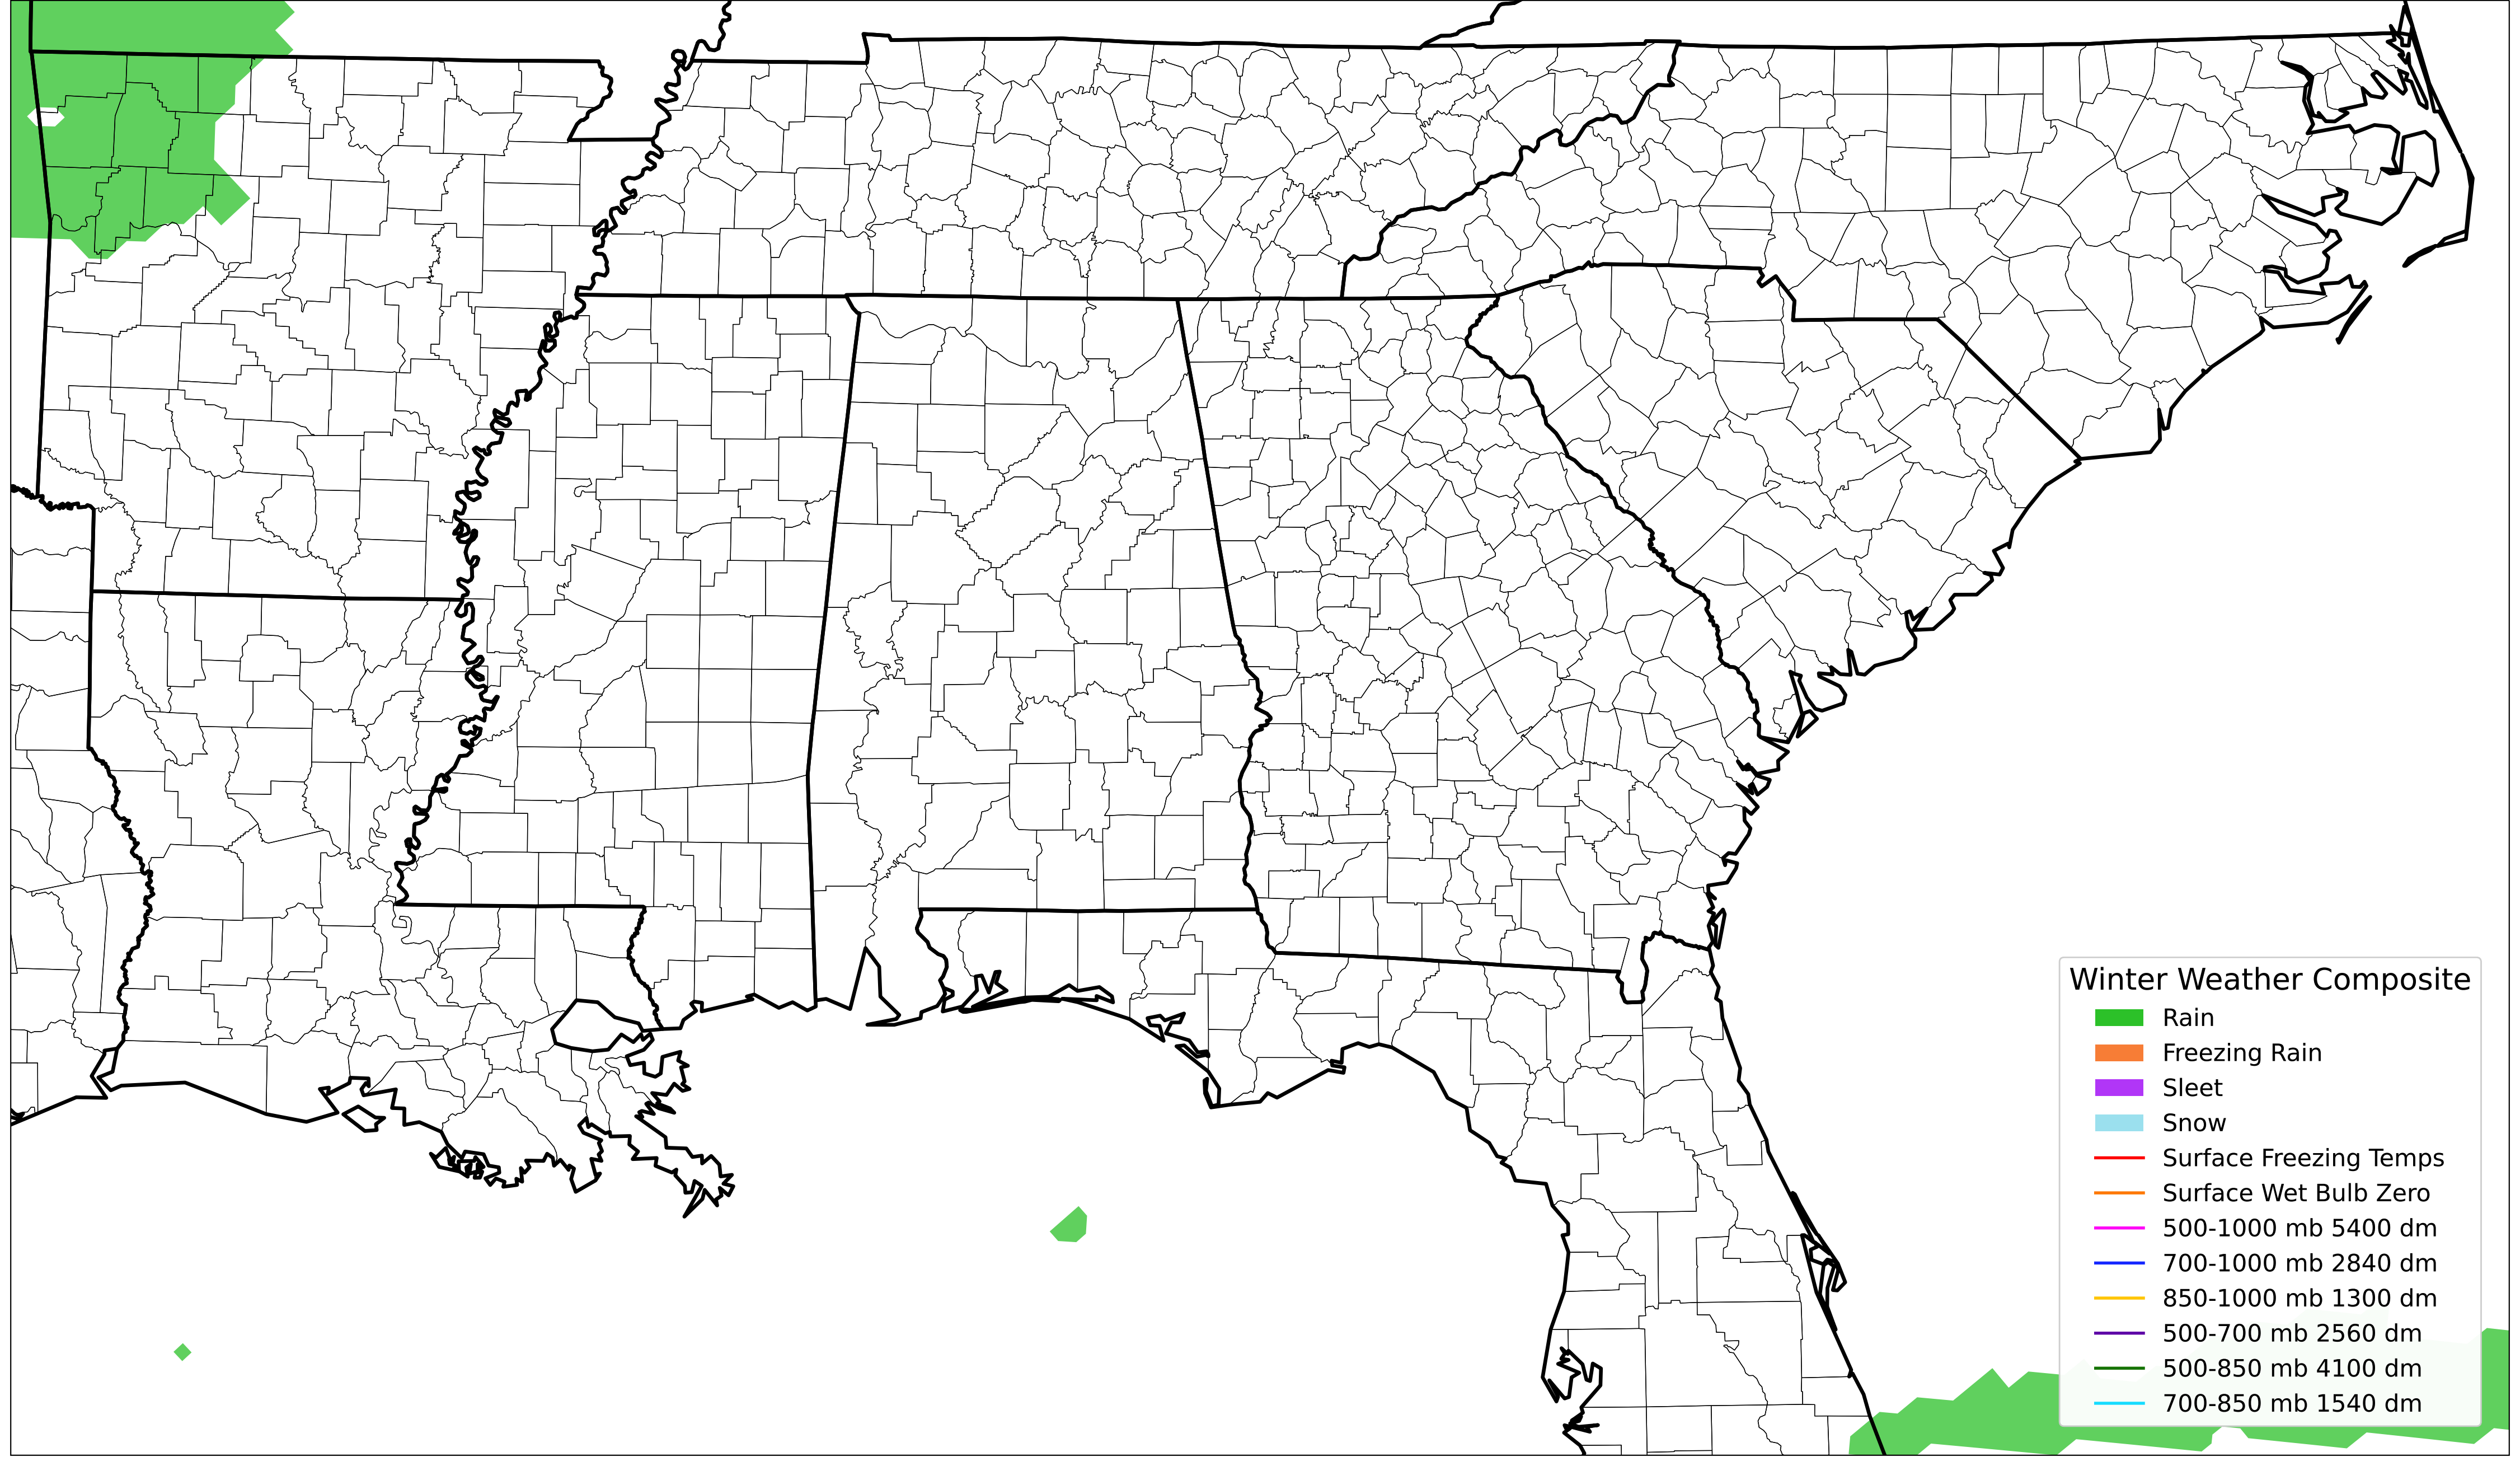 Winter Weather Composite
Rain
Freezing Rain
Sleet
Snow
Surface Freezing Temps
Surface Wet Bulb Zero
500-1000 mb 5400 dm
700-1000 mb 2840 dm
850-1000 mb 1300 dm
500-700 mb 2560 dm
500-850 mb 4100 dm
700-850 mb 1540 dm